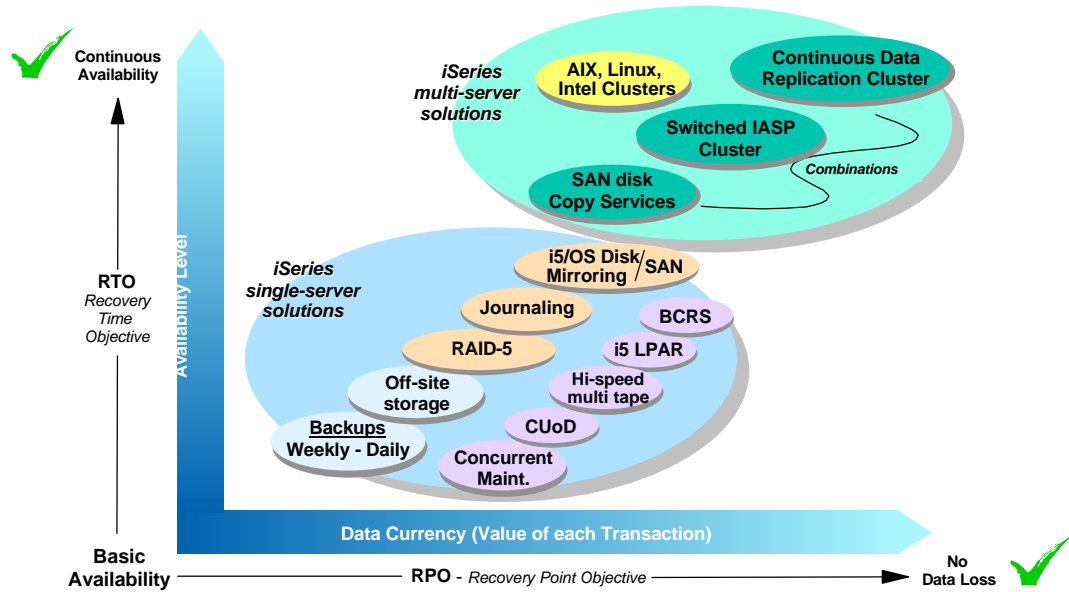 Continuous
Availability
RTO
Recovery
Time
Objective
Basic
Availability
Availability Level
iSeries
multi-server
solutions
AIX, Linux,
Intel Clusters
Continuous Data
Replication Cluster
Switched IASP
Cluster
Combinations
SAN disk
Copy Services
iSeries
single-server
solutions
i5/OS Disk
Mirroring / SAN
Journaling
BCRS
RAID-5
i5 LPAR
Off-site
storage
Hi-speed
multi tape
Backups
Weekly - Daily
CUoD
Concurrent
Maint.
Data Currency (Value of each Transaction)
RPO - Recovery Point Objective
No
Data Loss